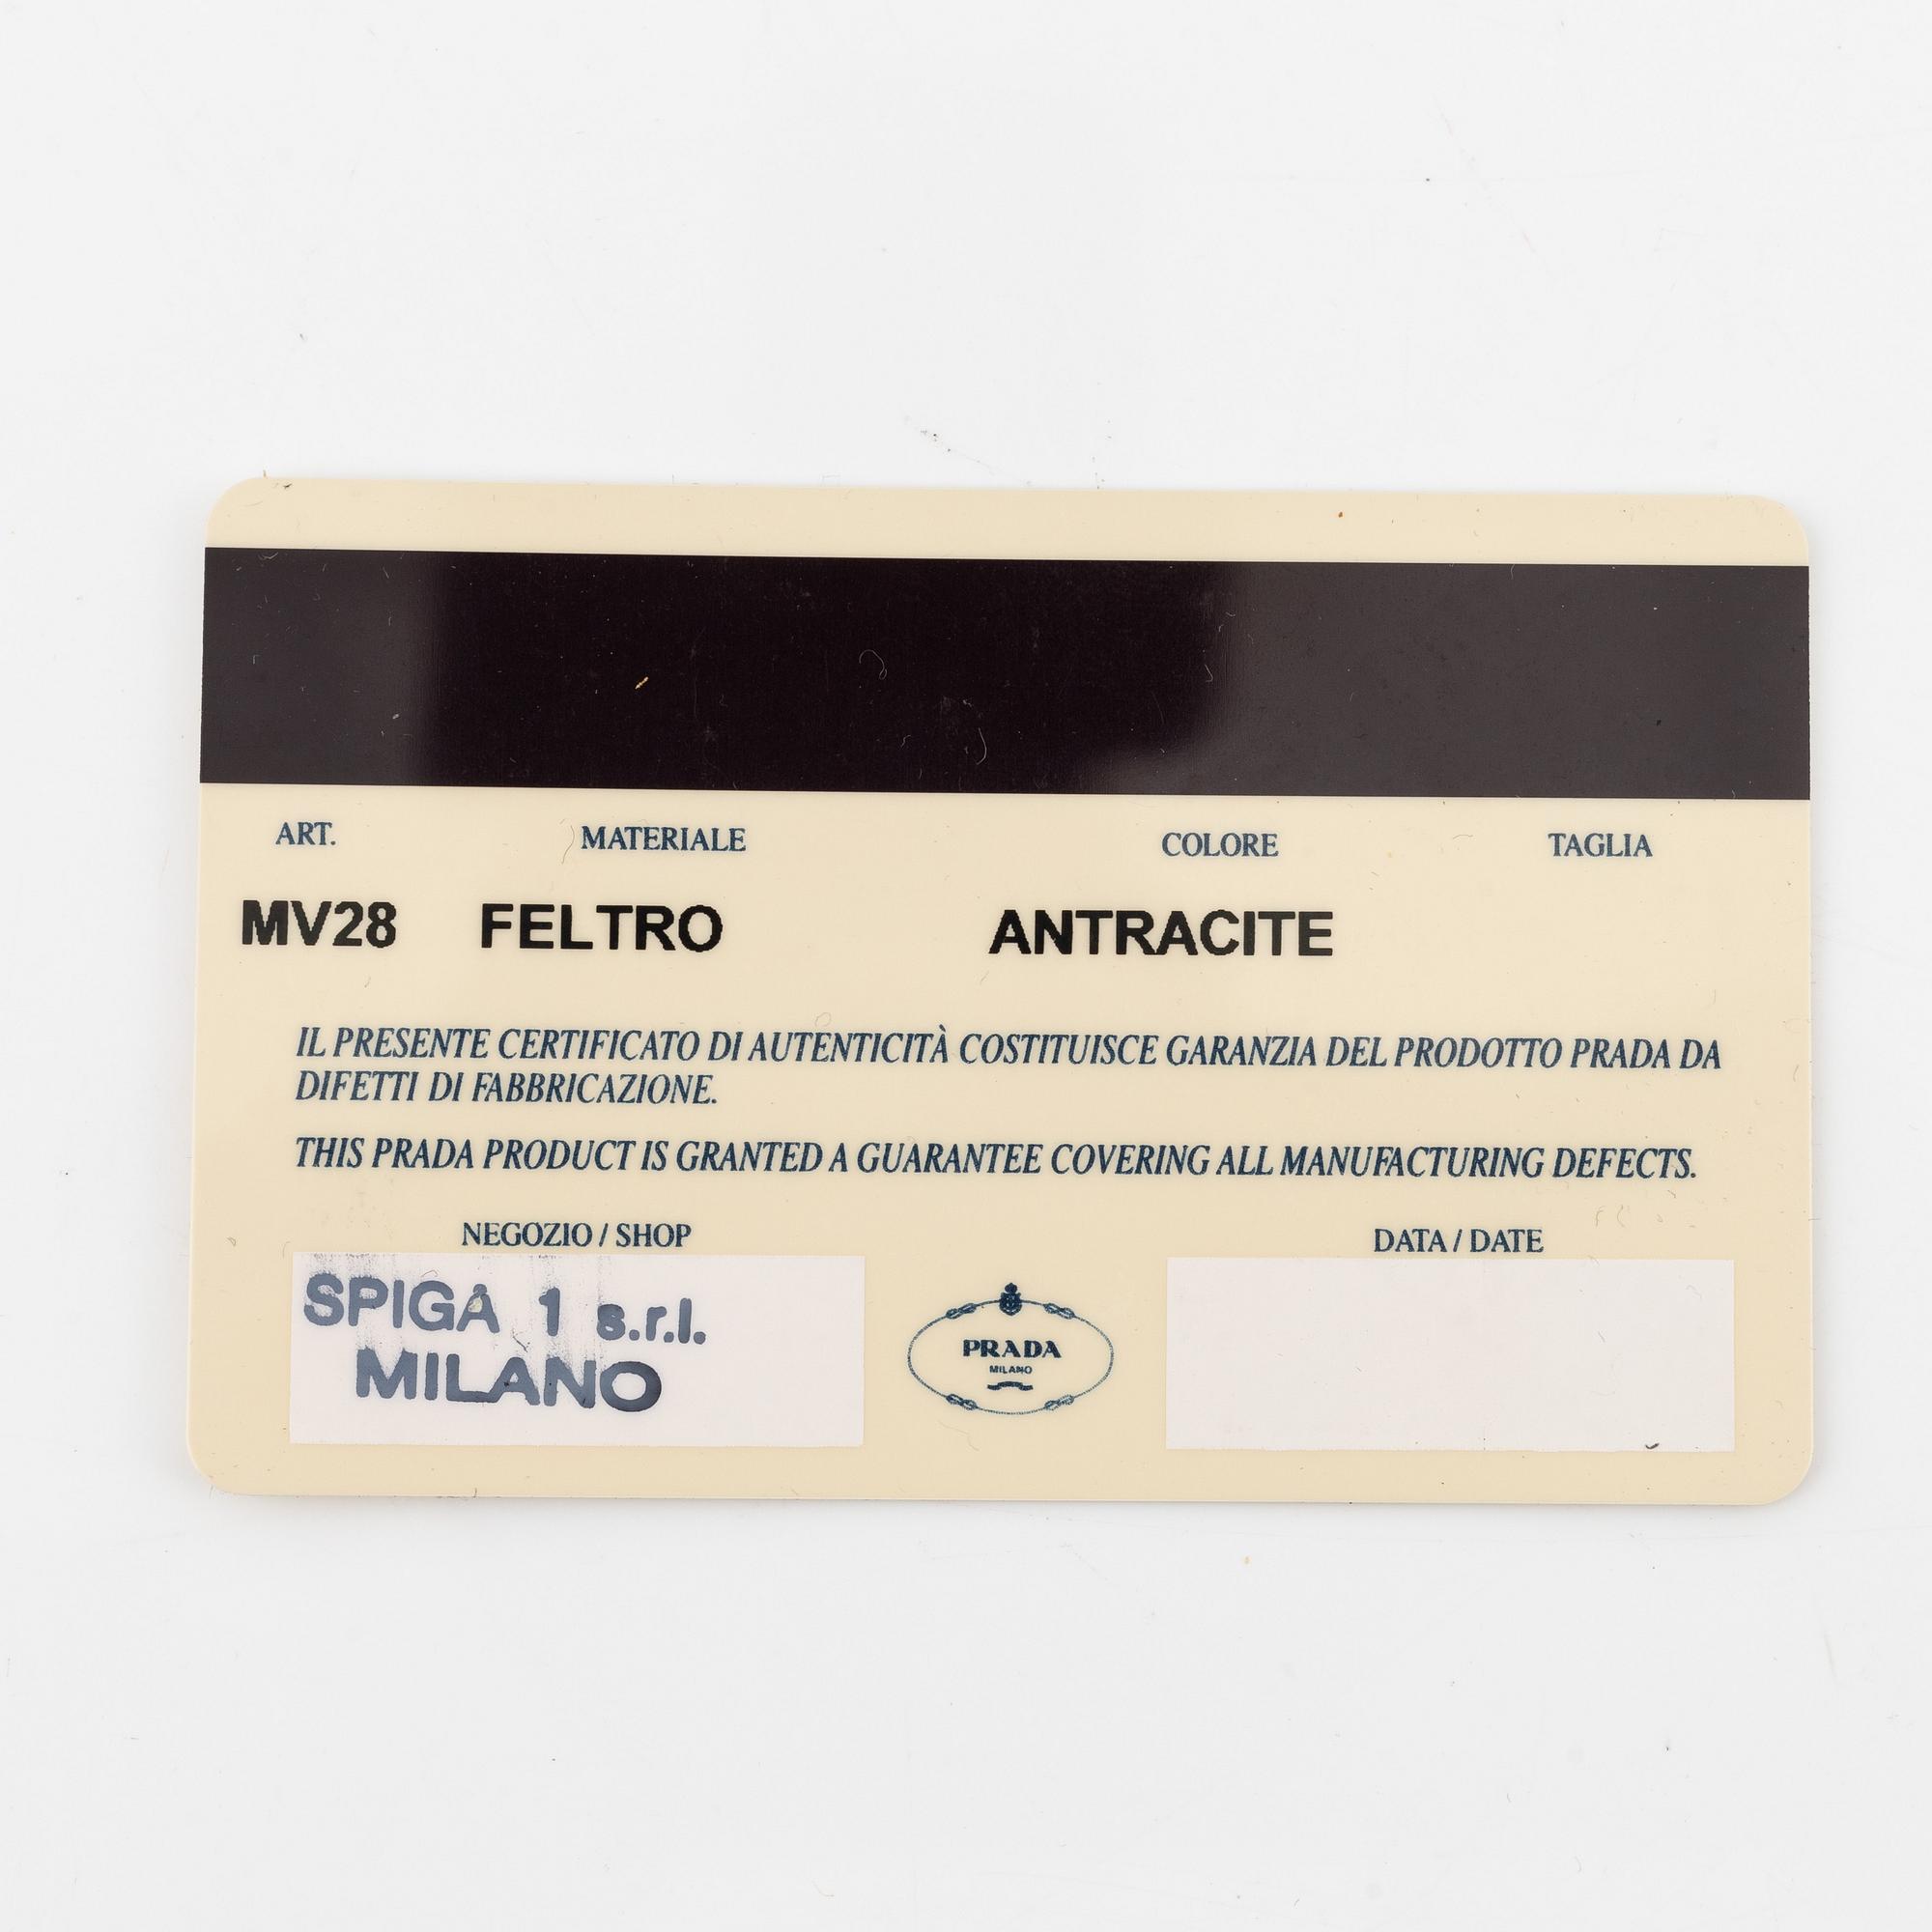 ART. MATERIALE COLORE TAGLIA
MV28 FELTRO ANTRACITE
IL PRESENTE CERTIFICATO DI AUTENTICITÀ COSTITUISCE GARANZIA DEL PRODOTTO PRADA DA
DIFETTI DI FABBRICAZIONE.
THIS PRADA PRODUCT IS GRANTED A GUARANTEE COVERING ALL MANUFACTURING DEFECTS.
NEGOZIO / SHOP DATA / DATE
SPIGA 1 s.r.l.
MILANO
PRADA
MILANO